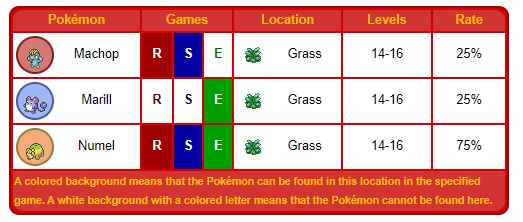 Pokémon Games Location Levels Rate
Machop R S E Grass 14-16 25%
Marill R S E Grass 14-16 25%
Numel R S E Grass 14-16 75%
A colored background means that the Pokémon can be found in this location in the specified
game. A white background with a colored letter means that the Pokémon cannot be found here.